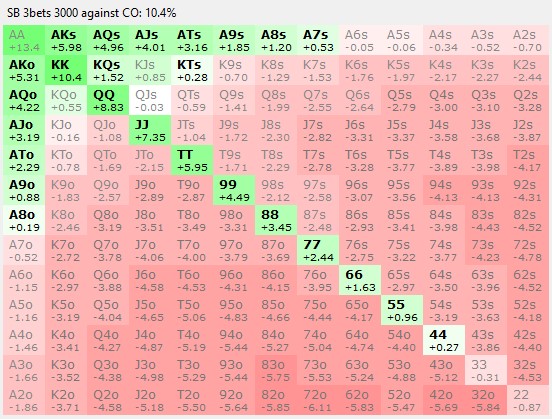 SB 3bets 3000 against CO: 10.4%
AA AKs AQs AJs ATs A9s A8s A7s A6s A5s A4s A3s A2s
+13.4 +5.98 +4.96 +4.01 +3.16 +1.85 +1.20 +0.53 -0.05 -0.06 -0.34 -0.52 -0.70
AKo KK KQs KJs KTs K9s K8s K7s K6s K5s K4s K3s K2s
+5.31 +10.4 +1.52 +0.85 +0.28 -0.70 -1.29 -1.53 -1.76 -1.97 -2.17 -2.27 -2.44
AQo KQo QQ QJs QTs Q9s Q8s Q7s Q6s Q5s Q4s Q3s Q2s
+4.22 +0.55 +8.83 -0.03 -0.59 -1.41 -1.99 -2.55 -2.64 -2.79 -3.00 -3.10 -3.28
AJo KJo QJo JJ JTs J9s J8s J7s J6s J5s J4s J3s J2s
+3.19 -0.16 -1.08 +7.35 -1.04 -1.72 -2.30 -2.82 -3.31 -3.37 -3.58 -3.68 -3.87
ATo KTo QTo JTo TT T9s T8s T7s T6s T5s T4s T3s T2s
+2.29 -0.78 -1.69 -2.15 +5.95 -1.71 -2.29 -2.78 -3.28 -3.77 -3.89 -3.98 -4.17
A9o K9o Q9o J9o T9o 99 98s 97s 96s 95s 94s 93s 92s
+0.88 -1.83 -2.57 -2.89 -2.87 +4.49 -2.12 -2.58 -3.07 -3.56 -4.13 -4.13 -4.31
A8o K8o Q8o J8o T8o 98o 88 87s 86s 85s 84s 83s 82s
+0.19 -2.46 -3.19 -3.51 -3.49 -3.31 +3.45 -2.48 -2.93 -3.41 -3.98 -4.43 -4.52
A7o K7o Q7o J7o T7o 97o 87o 77 76s 75s 74s 73s 72s
-0.52 -2.72 -3.78 -4.06 -4.00 -3.79 -3.69 +2.44 -2.75 -3.22 -3.77 -4.23 -4.78
A6o K6o Q6o J6o T6o 96o 86o 76o 66 65s 64s 63s 62s
-1.15 -2.97 -3.88 -4.58 -4.53 -4.31 -4.15 -3.95 +1.63 -2.97 -3.50 -3.96 -4.52
A5o K5o Q5o J5o T5o 95o 85o 75o 65o 55 54s 53s 52s
-1.16 -3.19 -4.04 -4.65 -5.06 -4.83 -4.66 -4.44 -4.17 +0.96 -3.19 -3.63 -4.18
A4o K4o Q4o J4o T4o 94o 84o 74o 64o 54o 44 43s 42s
-1.46 -3.41 -4.27 -4.87 -5.19 -5.44 -5.27 -5.04 -4.74 -4.40 +0.27 -3.86 -4.40
A3o K3o Q3o J3o T3o 93o 83o 73o 63o 53o 43o 33 32s
-1.66 -3.52 -4.38 -4.98 -5.29 -5.44 -5.75 -5.53 -5.24 -4.88 -5.12 -0.31 -4.53
A2o K2o Q2o J2o T2o 92o 82o 72o 62o 52o 42o 32o 22
-1.86 -3.71 -4.58 -5.18 -5.50 -5.64 -5.85 -6.11 -5.83 -5.47 -5.69 -5.84 -0.87